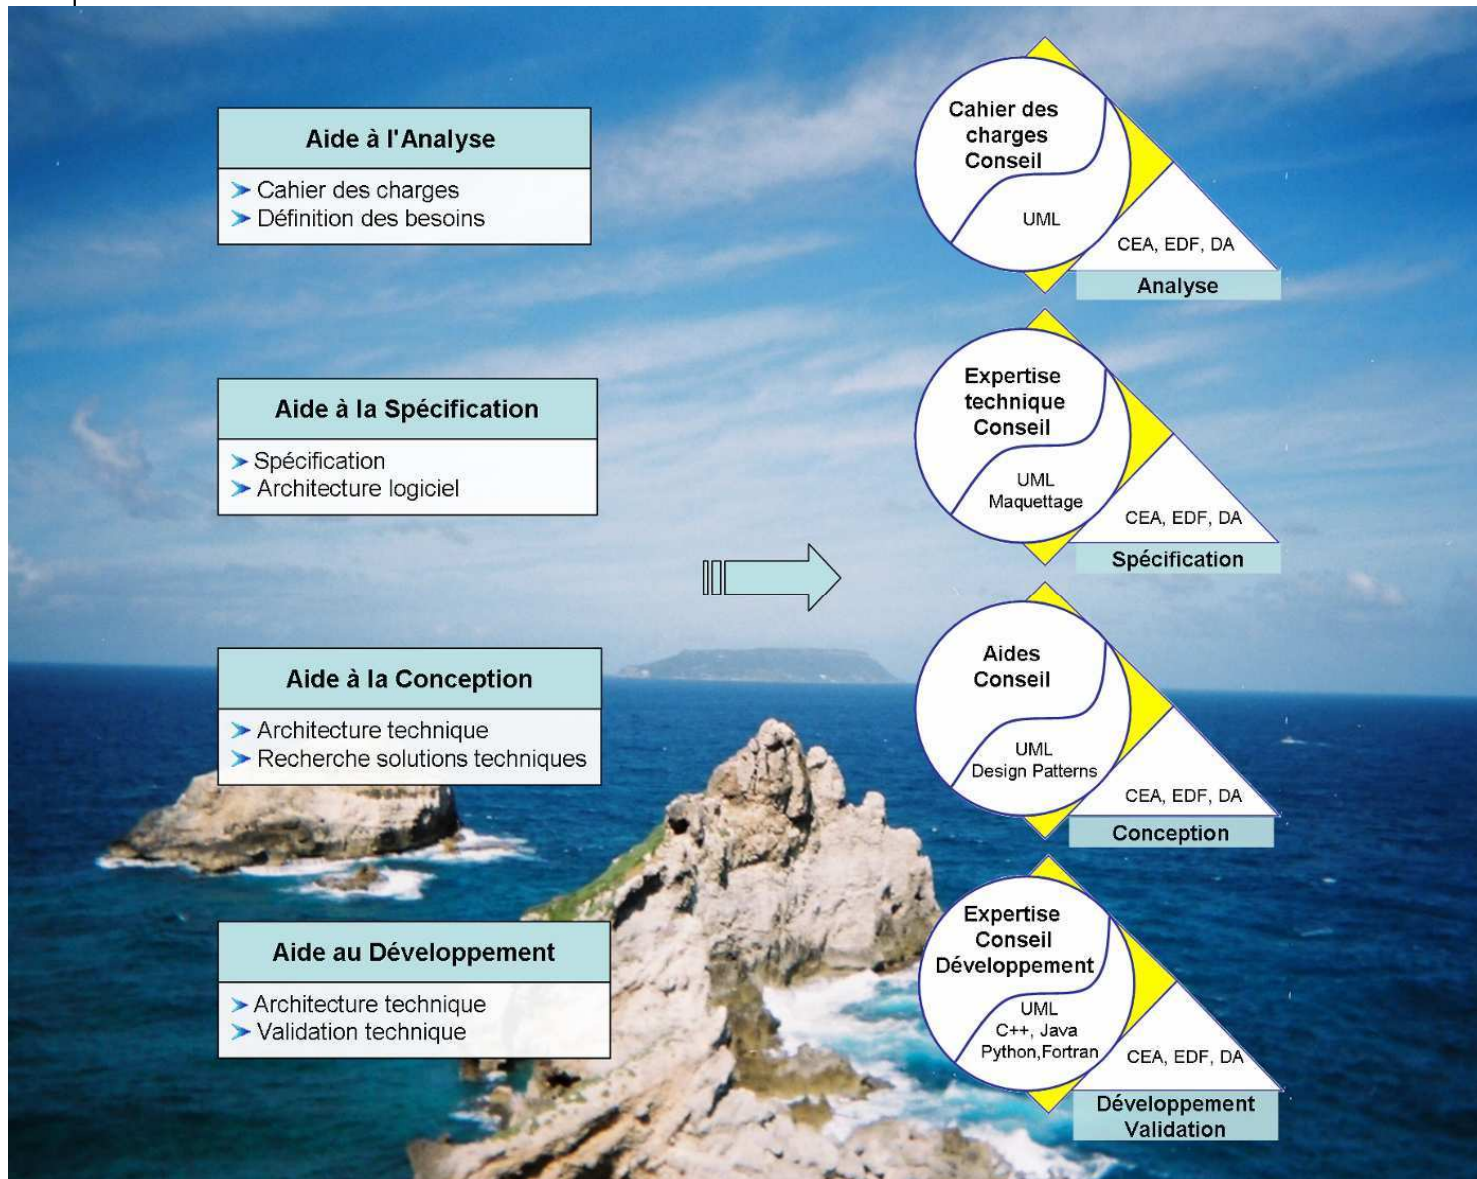 Aide à l'Analyse
Cahier des charges
Définition des besoins
Cahier des
charges
Conseil
UML
CEA, EDF, DA
Analyse
Aide à la Spécification
Spécification
Architecture logiciel
Expertise
technique
Conseil
UML
Maquettage
CEA, EDF, DA
Spécification
Aide à la Conception
Architecture technique
Recherche solutions techniques
Aides
Conseil
UML
Design Patterns
CEA, EDF, DA
Conception
Aide au Développement
Architecture technique
Validation technique
Expertise
Conseil
Développement
UML
C++, Java
Python,Fortran
CEA, EDF, DA
Développement
Validation